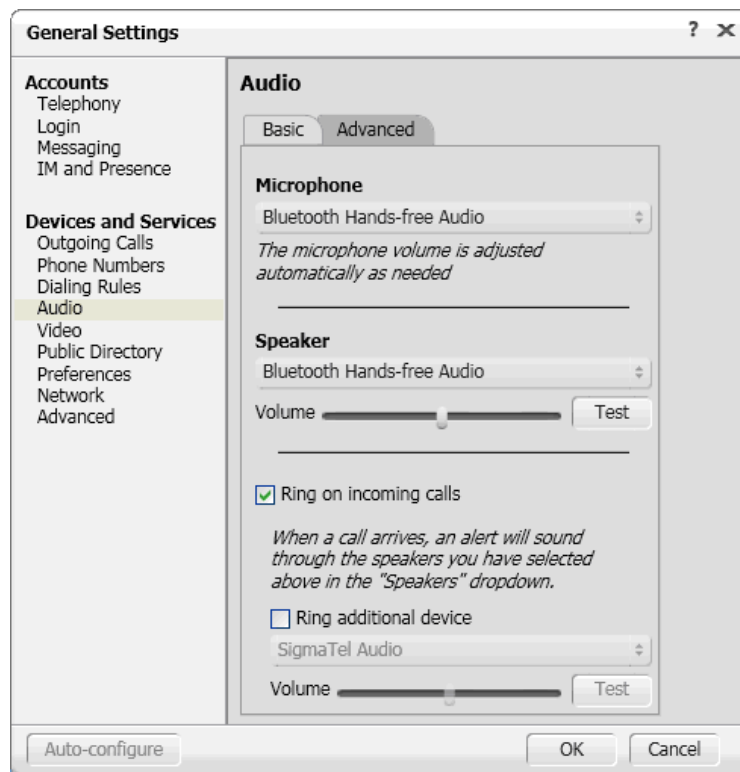 General Settings
?
Accounts
Telephony
Login
Messaging
IM and Presence
Devices and Services
Outgoing Calls
Phone Numbers
Dialing Rules
Audio
Video
Public Directory
Preferences
Network
Advanced
Audio
Basic
Advanced
Microphone
Bluetooth Hands-free Audio
The microphone volume is adjusted
automatically as needed
Speaker
Bluetooth Hands-free Audio
Volume
Test
Ring on incoming calls
When a call arrives, an alert will sound
through the speakers you have selected
above in the "Speakers" dropdown.
Ring additional device
SigmaTel Audio
Volume
Test
Auto-configure
OK
Cancel